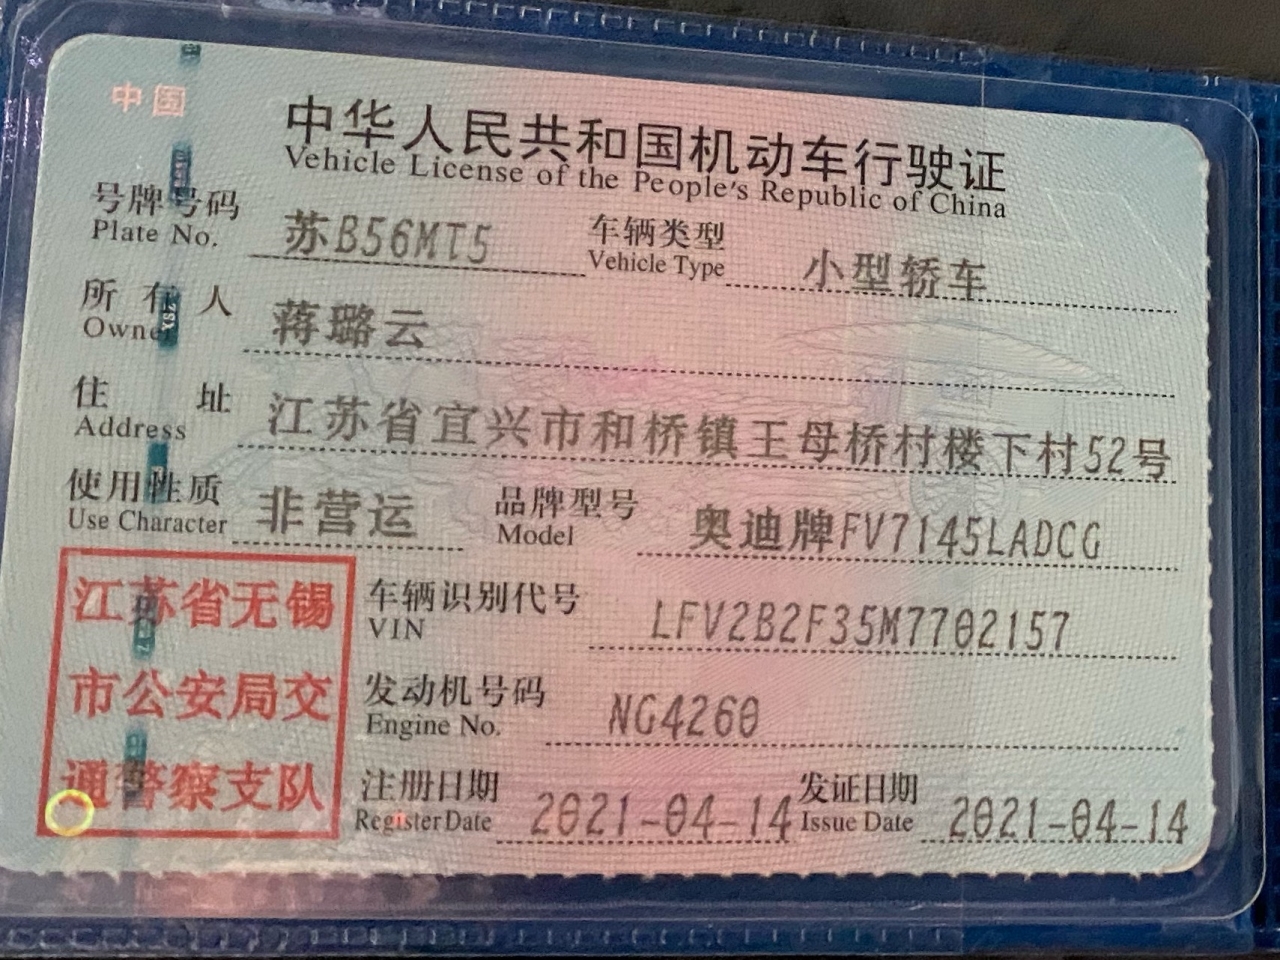 中国
中华人民共和国机动车行驶证
Vehicle License of the People's Republic of China
号牌号码 苏B56MT5 车辆类型 小型轿车
Plate No. Vehicle Type
所有人 蒋璐云
Owner
住址 江苏省宜兴市和桥镇王母桥村楼下村52号
Address
使用性质 非营运 品牌型号 奥迪牌FV7145LADCG
Use Character Model
车辆识别代号 LFV2B2F35M7702157
VIN
发动机号码 NG4260
Engine No.
注册日期 2021-04-14 发证日期 2021-04-14
Register Date Issue Date
江苏省无锡
市公安局交
通警察支队